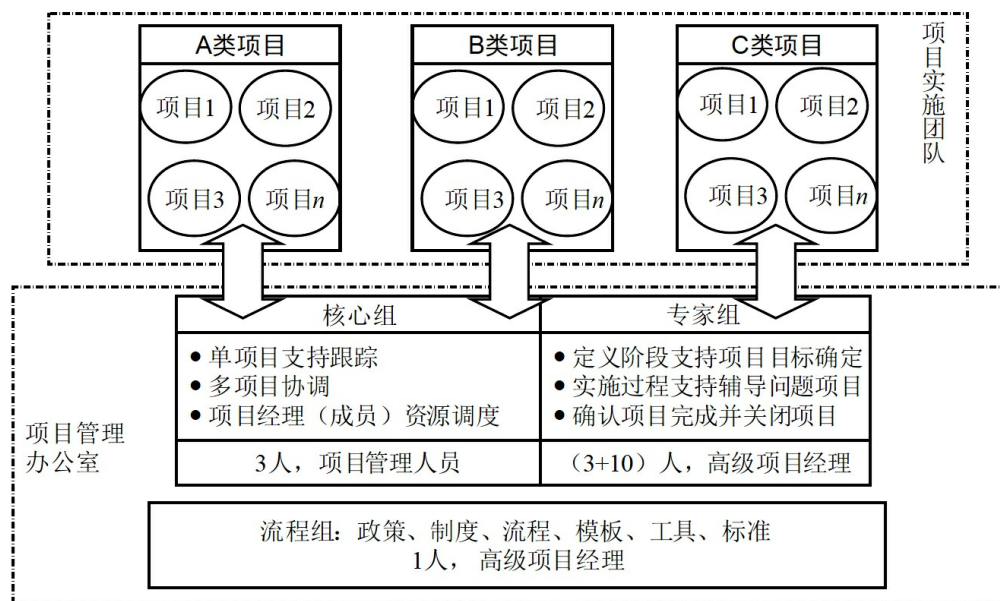 项目实施团队
A类项目
项目1
项目2
项目3
项目n
B类项目
项目1
项目2
项目3
项目n
C类项目
项目1
项目2
项目3
项目n
项目管理
办公室
核心组
● 单项目支持跟踪
● 多项目协调
● 项目经理（成员）资源调度
3人，项目管理人员
专家组
● 定义阶段支持项目目标确定
● 实施过程支持辅导问题项目
● 确认项目完成并关闭项目
（3+10）人，高级项目经理
流程组：政策、制度、流程、模板、工具、标准
1人， 高级项目经理